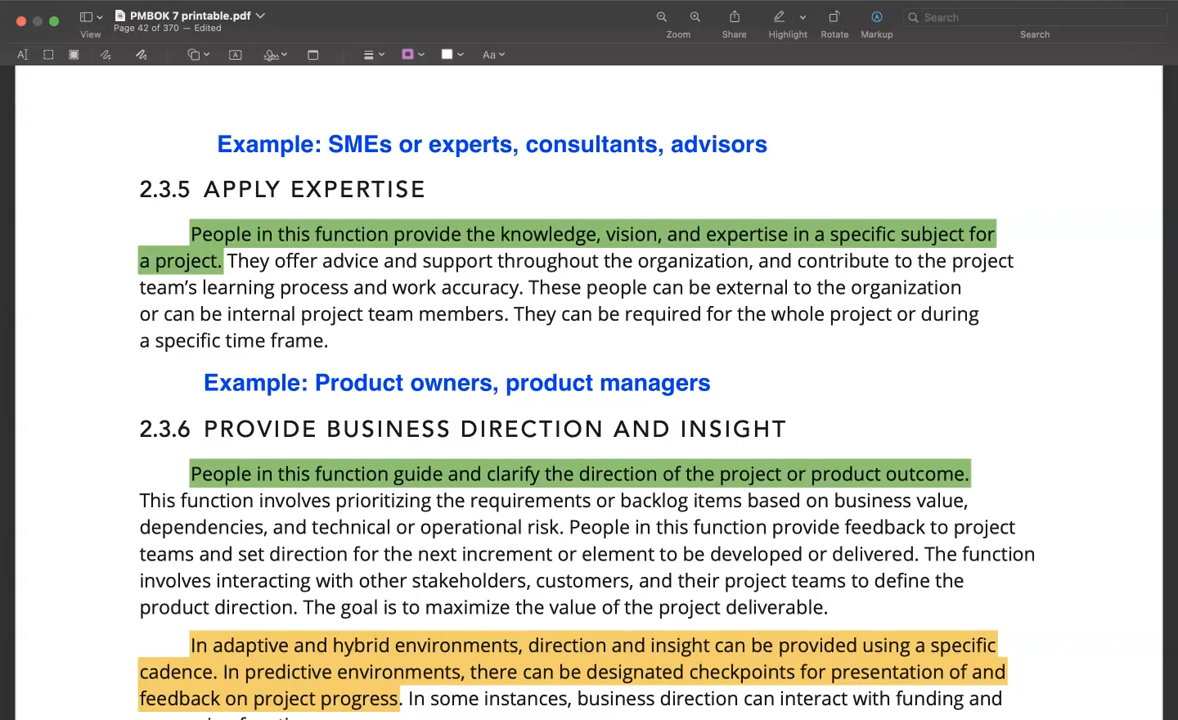 PMBOK 7 printable.pdf
Page 42 of 370 — Edited
View
Zoom
Share
Highlight
Rotate
Markup
Search
Search
Aa
Example: SMEs or experts, consultants, advisors
2.3.5 APPLY EXPERTISE
People in this function provide the knowledge, vision, and expertise in a specific subject for
a project. They offer advice and support throughout the organization, and contribute to the project
team’s learning process and work accuracy. These people can be external to the organization
or can be internal project team members. They can be required for the whole project or during
a specific time frame.
Example: Product owners, product managers
2.3.6 PROVIDE BUSINESS DIRECTION AND INSIGHT
People in this function guide and clarify the direction of the project or product outcome.
This function involves prioritizing the requirements or backlog items based on business value,
dependencies, and technical or operational risk. People in this function provide feedback to project
teams and set direction for the next increment or element to be developed or delivered. The function
involves interacting with other stakeholders, customers, and their project teams to define the
product direction. The goal is to maximize the value of the project deliverable.
In adaptive and hybrid environments, direction and insight can be provided using a specific
cadence. In predictive environments, there can be designated checkpoints for presentation of and
feedback on project progress. In some instances, business direction can interact with funding and